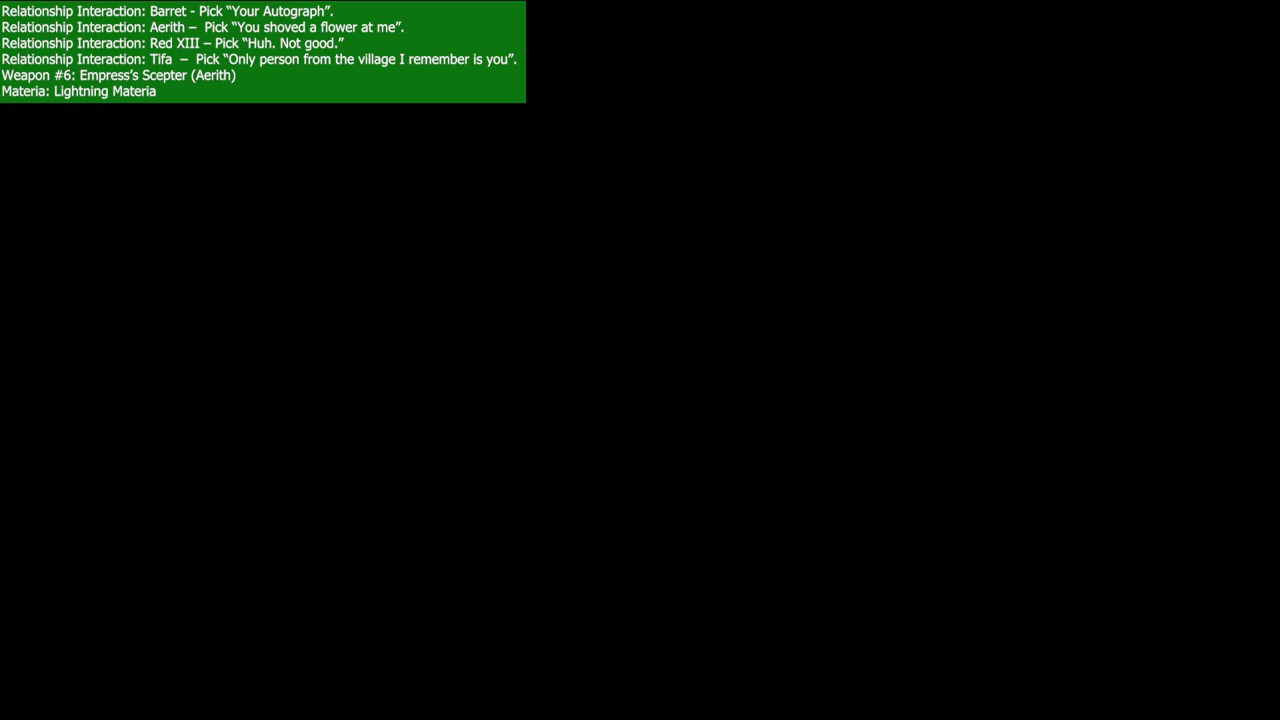 Relationship Interaction: Barret - Pick “Your Autograph”.
Relationship Interaction: Aerith – Pick “You shoved a flower at me”.
Relationship Interaction: Red XIII – Pick “Huh. Not good.”
Relationship Interaction: Tifa – Pick “Only person from the village I remember is you”.
Weapon #6: Empress’s Scepter (Aerith)
Materia: Lightning Materia